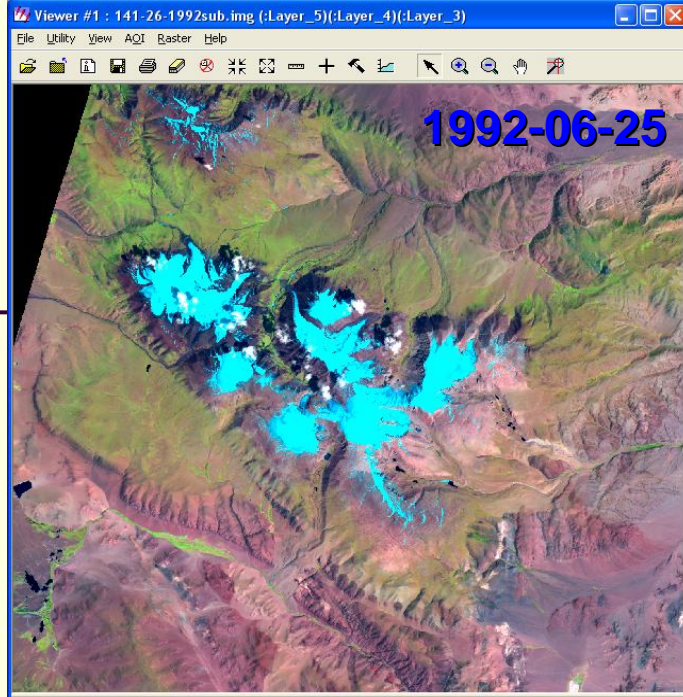 Viewer #1 : 141-26-1992sub.img (:Layer_5)(:Layer_4)(:Layer_3)
File Utility View AOI Raster Help
1992-06-25